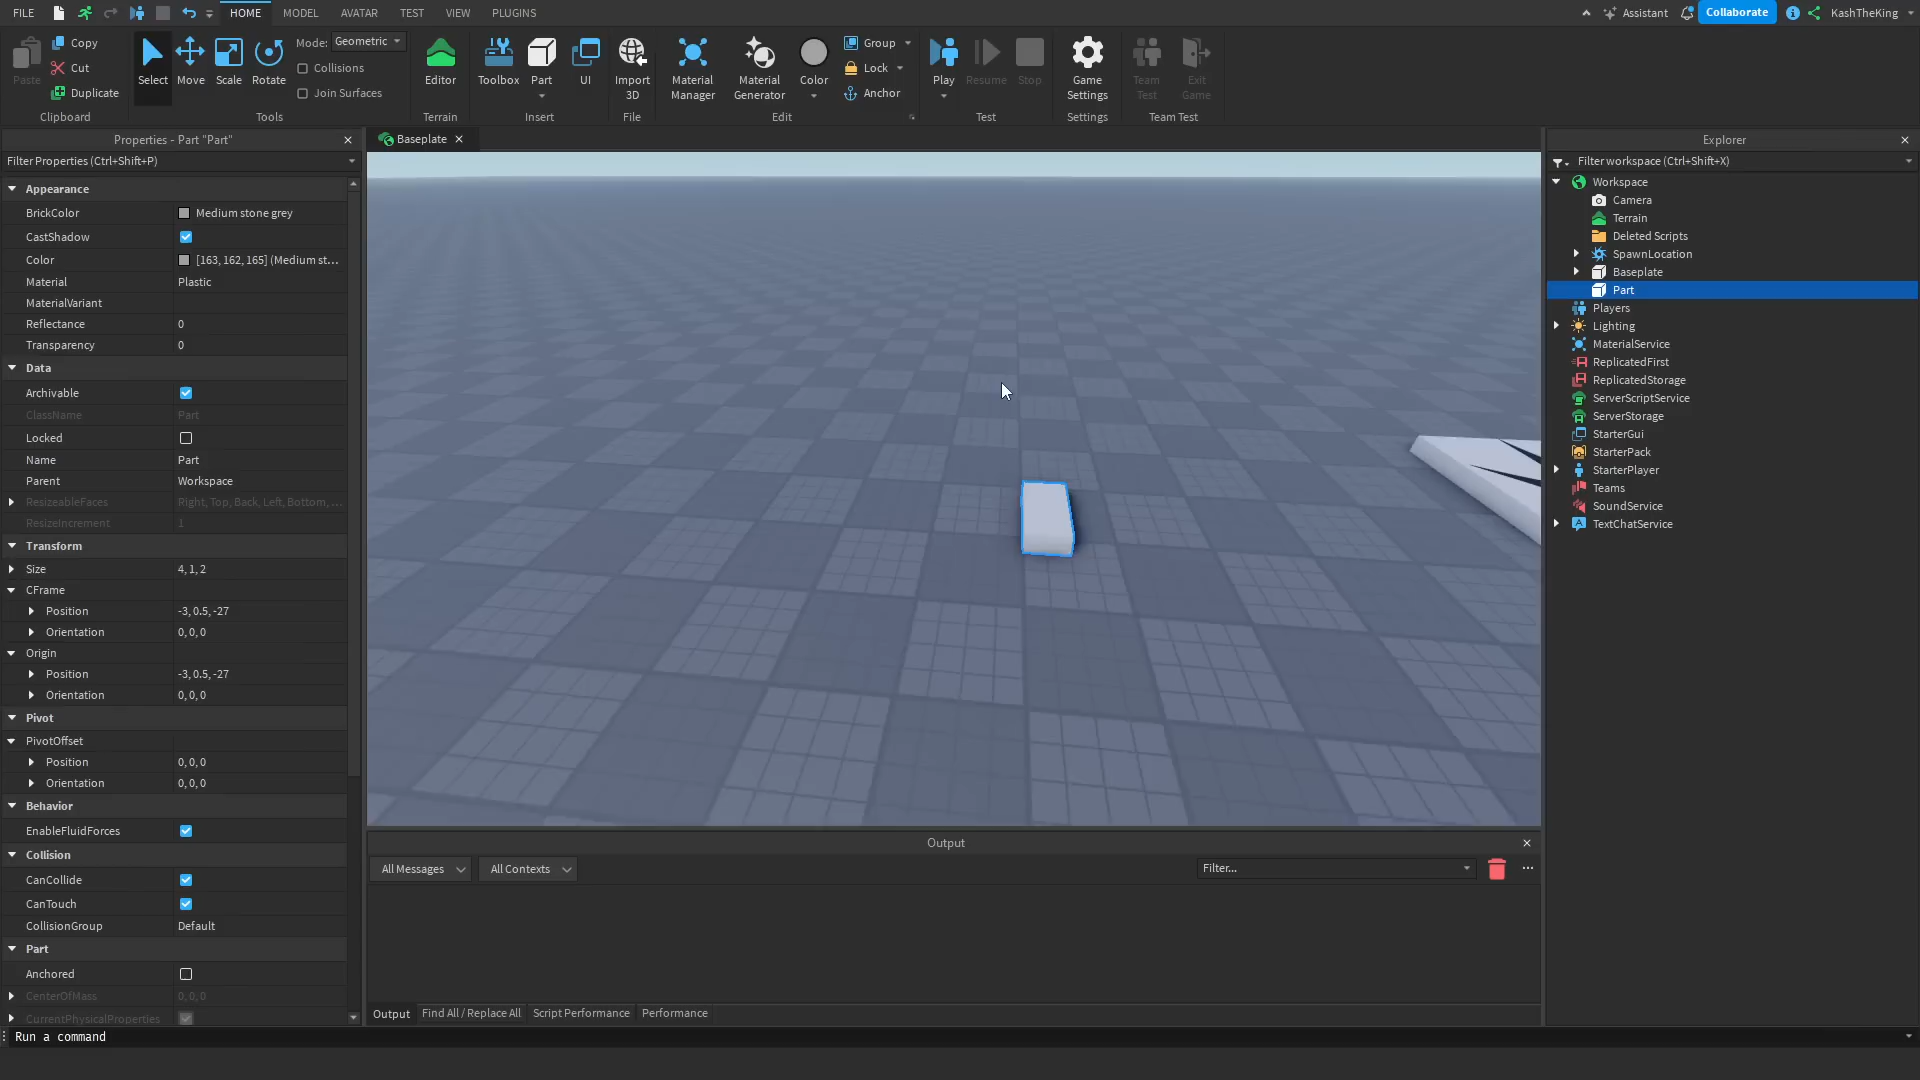 FILE HOME MODEL AVATAR TEST VIEW PLUGINS Assistant Collaborate KashTheKing
Paste Copy Cut Duplicate Clipboard
Select Move Scale Rotate Mode: Geometric Collisions Join Surfaces Tools
Editor Terrain
Toolbox Part UI Insert
Import 3D File
Material Manager Material Generator Color Group Lock Anchor Edit
Play Resume Stop Test
Game Settings Settings
Team Test Exit Game Team Test
Properties - Part "Part"
Filter Properties (Ctrl+Shift+P)
Appearance
BrickColor Medium stone grey
CastShadow
Color [163, 162, 165] (Medium st...
Material Plastic
MaterialVariant
Reflectance 0
Transparency 0
Data
Archivable
ClassName Part
Locked
Name Part
Parent Workspace
ResizeableFaces Right, Top, Back, Left, Bottom, ...
ResizeIncrement 1
Transform
Size 4, 1, 2
CFrame
Position -3, 0.5, -27
Orientation 0, 0, 0
Origin
Position -3, 0.5, -27
Orientation 0, 0, 0
Pivot
PivotOffset
Position 0, 0, 0
Orientation 0, 0, 0
Behavior
EnableFluidForces
Collision
CanCollide
CanTouch
CollisionGroup Default
Part
Anchored
CenterOfMass 0, 0, 0
CurrentPhysicalProperties
Baseplate
Output
All Messages All Contexts Filter...
Output Find All / Replace All Script Performance Performance
Explorer
Filter workspace (Ctrl+Shift+X)
Workspace
Camera
Terrain
Deleted Scripts
SpawnLocation
Baseplate
Part
Players
Lighting
MaterialService
ReplicatedFirst
ReplicatedStorage
ServerScriptService
ServerStorage
StarterGui
StarterPack
StarterPlayer
Teams
SoundService
TextChatService
Run a command